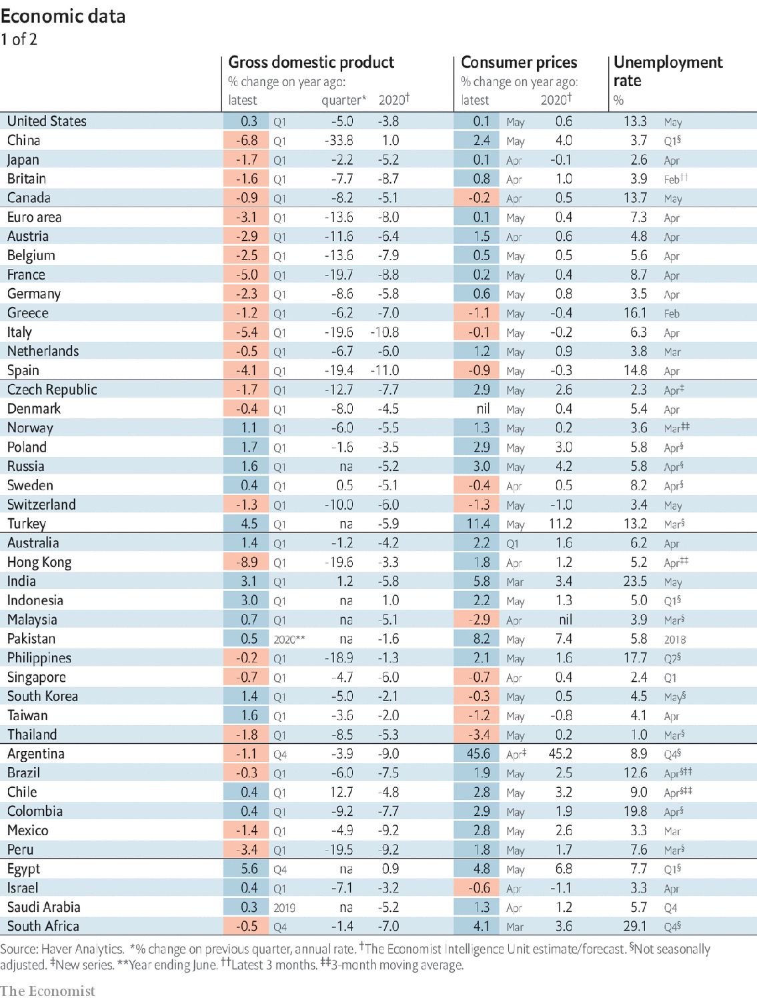 Economic data
1 of 2
Gross domestic product Consumer prices Unemployment
% change on year ago: % change on year ago: rate
latest quarter* 2020† latest 2020† %
United States 0.3 Q1 -5.0 -3.8 0.1 May 0.6 13.3 May
China -6.8 Q1 -33.8 1.0 2.4 May 4.0 3.7 Q1§
Japan -1.7 Q1 -2.2 -5.2 0.1 Apr -0.1 2.6 Apr
Britain -1.6 Q1 -7.7 -8.7 0.8 Apr 1.0 3.9 Feb††
Canada -0.9 Q1 -8.2 -5.1 -0.2 Apr 0.5 13.7 May
Euro area -3.1 Q1 -13.6 -8.0 0.1 May 0.4 7.3 Apr
Austria -2.9 Q1 -11.6 -6.4 1.5 Apr 0.6 4.8 Apr
Belgium -2.5 Q1 -13.6 -7.9 0.5 May 0.5 5.6 Apr
France -5.0 Q1 -19.7 -8.8 0.2 May 0.4 8.7 Apr
Germany -2.3 Q1 -8.6 -5.8 0.6 May 0.8 3.5 Apr
Greece -1.2 Q1 -6.2 -7.0 -1.1 May -0.4 16.1 Feb
Italy -5.4 Q1 -19.6 -10.8 -0.1 May -0.2 6.3 Apr
Netherlands -0.5 Q1 -6.7 -6.0 1.2 May 0.9 3.8 Mar
Spain -4.1 Q1 -19.4 -11.0 -0.9 May -0.3 14.8 Apr
Czech Republic -1.7 Q1 -12.7 -7.7 2.9 May 2.6 2.3 Apr‡
Denmark -0.4 Q1 -8.0 -4.5 nil May 0.4 5.4 Apr
Norway 1.1 Q1 -6.0 -5.5 1.3 May 0.2 3.6 Mar‡‡
Poland 1.7 Q1 -1.6 -3.5 2.9 May 3.0 5.8 Apr§
Russia 1.6 Q1 na -5.2 3.0 May 4.2 5.8 Apr§
Sweden 0.4 Q1 0.5 -5.1 -0.4 Apr 0.5 8.2 Apr§
Switzerland -1.3 Q1 -10.0 -6.0 -1.3 May -1.0 3.4 May
Turkey 4.5 Q1 na -5.9 11.4 May 11.2 13.2 Mar§
Australia 1.4 Q1 -1.2 -4.2 2.2 Q1 1.6 6.2 Apr
Hong Kong -8.9 Q1 -19.6 -3.3 1.8 Apr 1.2 5.2 Apr‡‡
India 3.1 Q1 1.2 -5.8 5.8 Mar 3.4 23.5 May
Indonesia 3.0 Q1 na 1.0 2.2 May 1.3 5.0 Q1§
Malaysia 0.7 Q1 na -5.1 -2.9 Apr nil 3.9 Mar§
Pakistan 0.5 2020** na -1.6 8.2 May 7.4 5.8 2018
Philippines -0.2 Q1 -18.9 -1.3 2.1 May 1.6 17.7 Q2§
Singapore -0.7 Q1 -4.7 -6.0 -0.7 Apr 0.4 2.4 Q1
South Korea 1.4 Q1 -5.0 -2.1 -0.3 May 0.5 4.5 May§
Taiwan 1.6 Q1 -3.6 -2.0 -1.2 May -0.8 4.1 Apr
Thailand -1.8 Q1 -8.5 -5.3 -3.4 May 0.2 1.0 Mar§
Argentina -1.1 Q4 -3.9 -9.0 45.6 Apr‡ 45.2 8.9 Q4§
Brazil -0.3 Q1 -6.0 -7.5 1.9 May 2.5 12.6 Apr§‡‡
Chile 0.4 Q1 12.7 -4.8 2.8 May 3.2 9.0 Apr§‡‡
Colombia 0.4 Q1 -9.2 -7.7 2.9 May 1.9 19.8 Apr§
Mexico -1.4 Q1 -4.9 -9.2 2.8 May 2.6 3.3 Mar
Peru -3.4 Q1 -19.5 -9.2 1.8 May 1.7 7.6 Mar§
Egypt 5.6 Q4 na 0.9 4.8 May 6.8 7.7 Q1§
Israel 0.4 Q1 -7.1 -3.2 -0.6 Apr -1.1 3.3 Apr
Saudi Arabia 0.3 2019 na -5.2 1.3 Apr 1.2 5.7 Q4
South Africa -0.5 Q4 -1.4 -7.0 4.1 Mar 3.6 29.1 Q4§
Source: Haver Analytics. *% change on previous quarter, annual rate. †The Economist Intelligence Unit estimate/forecast. §Not seasonally
adjusted. ‡New series. **Year ending June. ††Latest 3 months. ‡‡3-month moving average.
The Economist